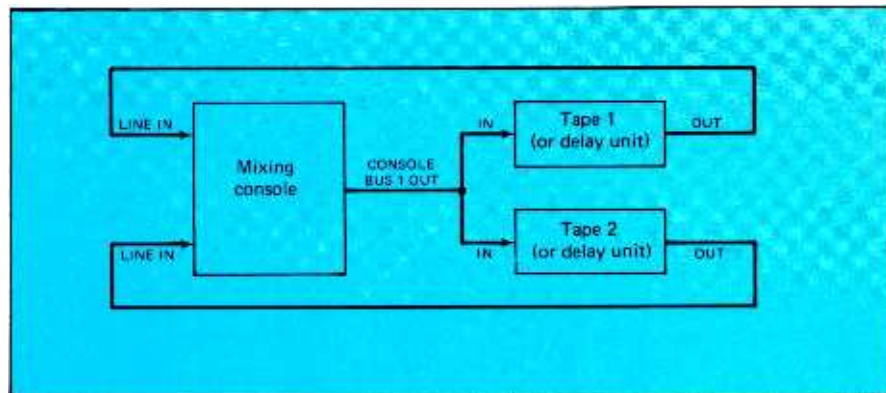 LINE IN
Mixing
console
LINE IN
CONSOLE
BUS 1 OUT
IN
Tape 1
(or delay unit)
OUT
IN
Tape 2
(or delay unit)
OUT